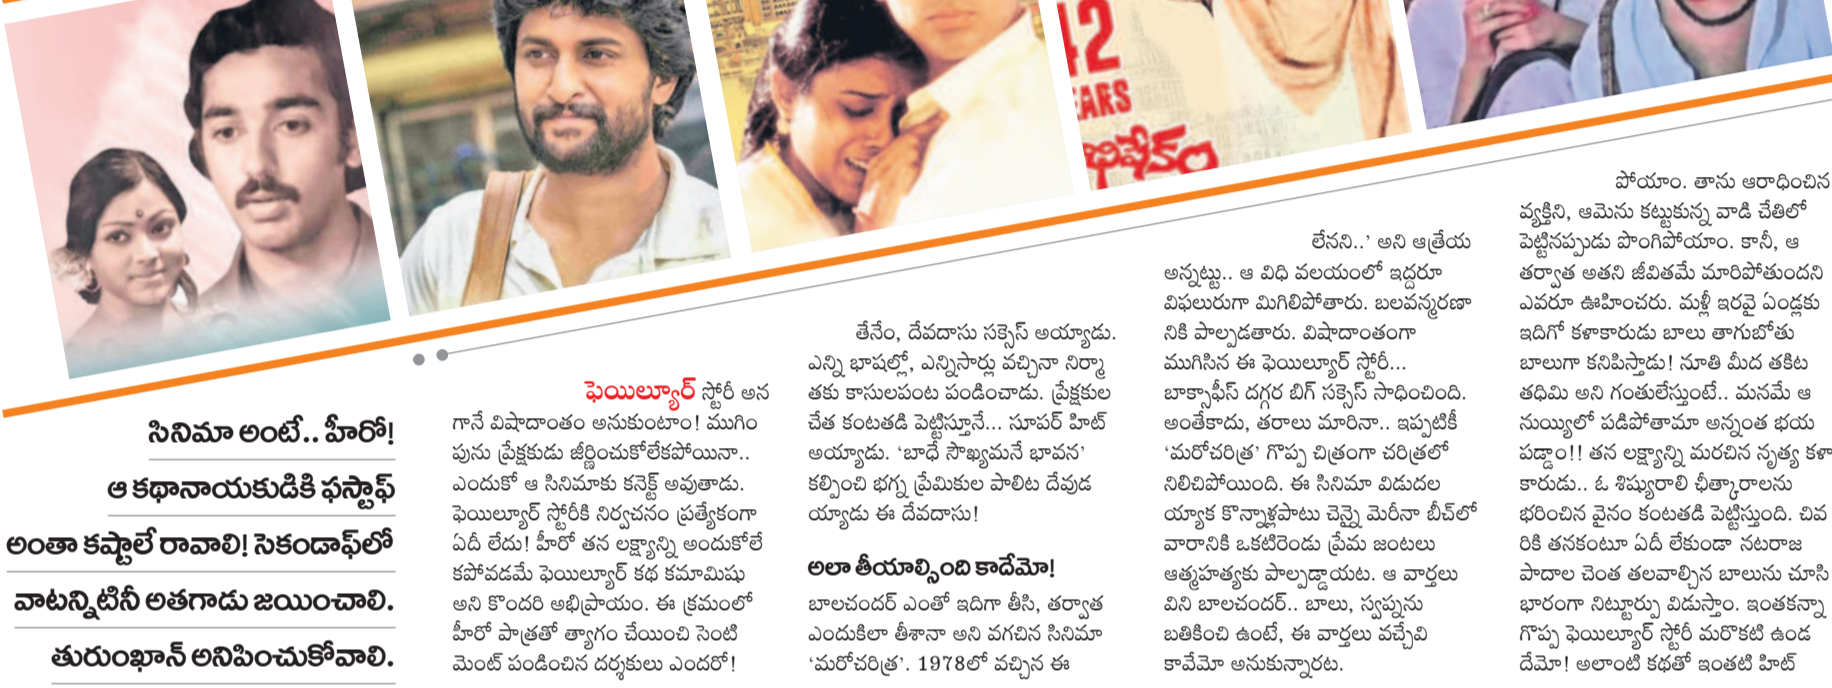 42
EARS
భిషేకం
సినిమా అంటే.. హీరో!
ఆ కథానాయకుడికి ఫస్టాఫ్
అంతా కష్టాలే రావాలి! సెకండాఫ్‌లో
వాటన్నిటినీ అతగాడు జయించాలి.
తురుంఖాన్ అనిపించుకోవాలి.
ఫెయిల్యూర్ స్టోరీ అన
గానే విషాదాంతం అనుకుంటాం! ముగిం
పును ప్రేక్షకుడు జీర్ణించుకోలేకపోయినా..
ఎందుకో ఆ సినిమాకు కనెక్ట్ అవుతాడు.
ఫెయిల్యూర్ స్టోరీకి నిర్వచనం ప్రత్యేకంగా
ఏదీ లేదు! హీరో తన లక్ష్యాన్ని అందుకోలే
కపోవడమే ఫెయిల్యూర్ కథ కమామిషు
అని కొందరి అభిప్రాయం. ఈ క్రమంలో
హీరో పాత్రతో త్యాగం చేయించి సెంటి
మెంట్ పండించిన దర్శకులు ఎందరో!
తేనేం, దేవదాసు సక్సెస్ అయ్యాడు.
ఎన్ని భాషల్లో, ఎన్నిసార్లు వచ్చినా నిర్మా
తకు కాసులపంట పండించాడు. ప్రేక్షకుల
చేత కంటతడి పెట్టిస్తూనే... సూపర్ హిట్
అయ్యాడు. ‘బాధే సౌఖ్యమనే భావన’
కల్పించి భగ్న ప్రేమికుల పాలిట దేవుడ
య్యాడు ఈ దేవదాసు!
అలా తీయాల్సింది కాదేమో!
బాలచందర్ ఎంతో ఇదిగా తీసి, తర్వాత
ఎందుకిలా తీశానా అని వగచిన సినిమా
‘మరోచరిత్ర’. 1978లో వచ్చిన ఈ
లేనని..’ అని ఆత్రేయ
అన్నట్టు.. ఆ విధి వలయంలో ఇద్దరూ
విఫలురుగా మిగిలిపోతారు. బలవన్మరణా
నికి పాల్పడతారు. విషాదాంతంగా
ముగిసిన ఈ ఫెయిల్యూర్ స్టోరీ...
బాక్సాఫీస్ దగ్గర బిగ్ సక్సెస్ సాధించింది.
అంతేకాదు, తరాలు మారినా.. ఇప్పటికీ
‘మరోచరిత్ర’ గొప్ప చిత్రంగా చరిత్రలో
నిలిచిపోయింది. ఈ సినిమా విడుదల
య్యాక కొన్నాళ్లపాటు చెన్నై మెరీనా బీచ్‌లో
వారానికి ఒకటిరెండు ప్రేమ జంటలు
ఆత్మహత్యకు పాల్పడ్డాయట. ఆ వార్తలు
విని బాలచందర్.. బాలు, స్వప్నను
బతికించి ఉంటే, ఈ వార్తలు వచ్చేవి
కావేమో అనుకున్నారట.
పోయాం. తాను ఆరాధించిన
వ్యక్తిని, ఆమెను కట్టుకున్న వాడి చేతిలో
పెట్టినప్పుడు పొంగిపోయాం. కానీ, ఆ
తర్వాత అతని జీవితమే మారిపోతుందని
ఎవరూ ఊహించరు. మళ్లీ ఇరవై ఏండ్లకు
ఇదిగో కళాకారుడు బాలు తాగుబోతు
బాలుగా కనిపిస్తాడు! నూతి మీద తకిట
తధిమి అని గంతులేస్తుంటే.. మనమే ఆ
నుయ్యిలో పడిపోతామా అన్నంత భయ
పడ్డాం!! తన లక్ష్యాన్ని మరచిన నృత్య కళా
కారుడు.. ఓ శిష్యురాలి ఛీత్కారాలను
భరించిన వైనం కంటతడి పెట్టిస్తుంది. చివ
రికి తనకంటూ ఏదీ లేకుండా నటరాజ
పాదాల చెంత తలవాల్చిన బాలును చూసి
భారంగా నిట్టూర్పు విడుస్తాం. ఇంతకన్నా
గొప్ప ఫెయిల్యూర్ స్టోరీ మరొకటి ఉండ
దేమో! అలాంటి కథతో ఇంతటి హిట్